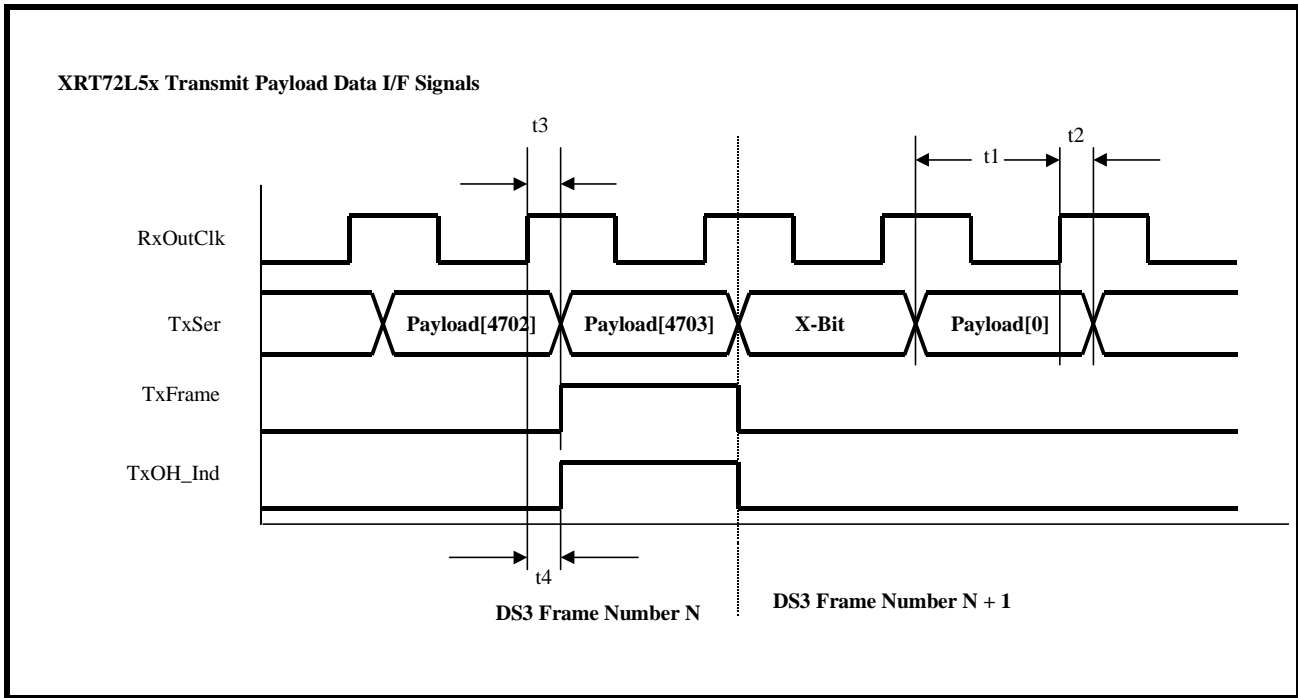 XRT72L5x Transmit Payload Data I/F Signals
t3
t2
t1
RxOutClk
TxSer
Payload[4702]
Payload[4703]
X-Bit
Payload[0]
TxFrame
TxOH_Ind
t4
DS3 Frame Number N
DS3 Frame Number N + 1